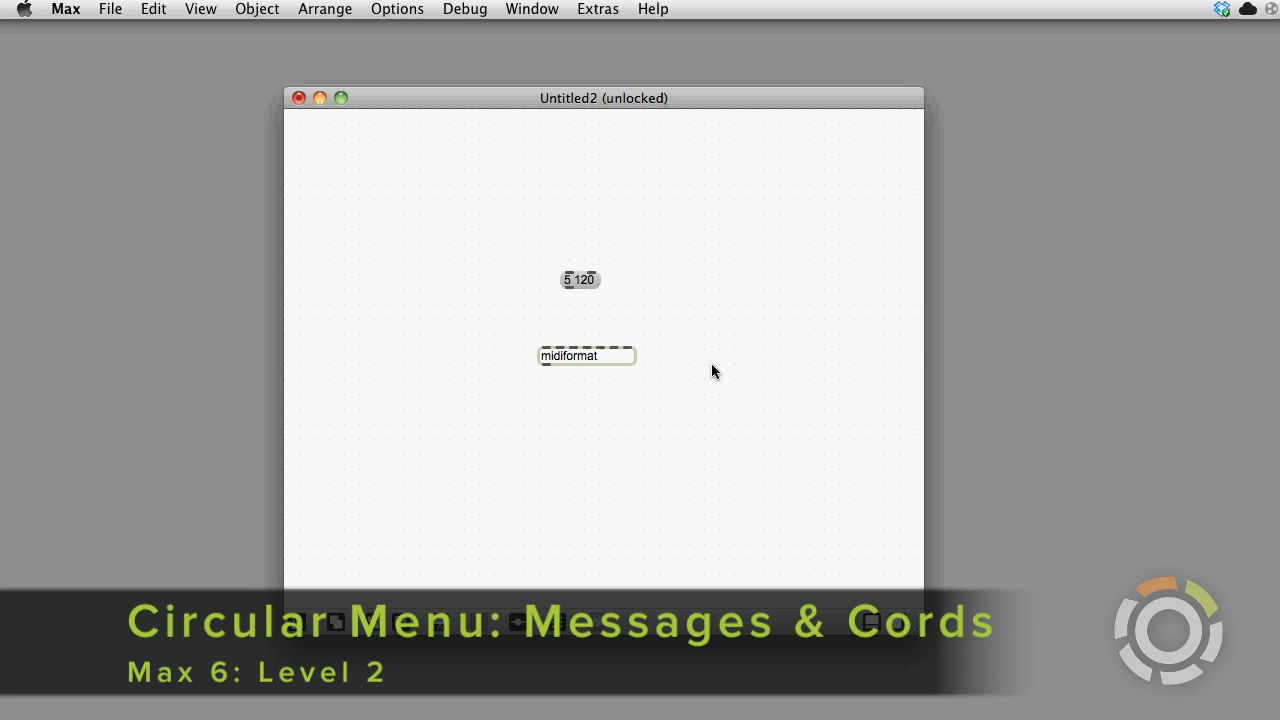 Max File Edit View Object Arrange Options Debug Window Extras Help
Untitled2 (unlocked)
5 120
midiformat
Circular Menu: Messages & Cords
Max 6: Level 2